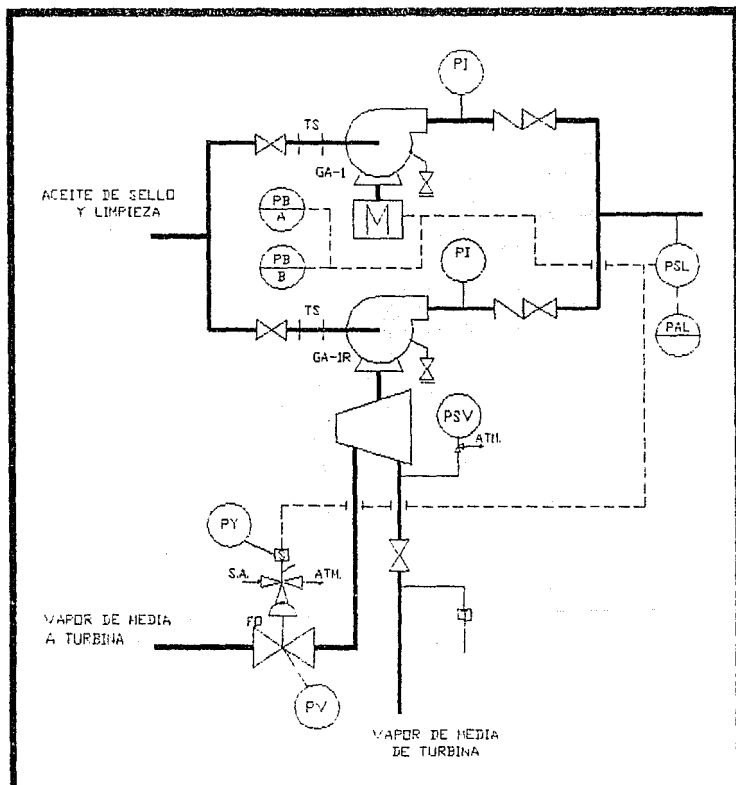 PI
TS
GA-1
ACEITE DE SELLO
Y LIMPIEZA
PB
A
M
PB
B
PI
PSL
TS
PAL
GA-1R
PSV
ATM.
PY
S
S.A.
ATM.
FO
VAPOR DE MEDIA
A TURBINA
T
PV
VAPOR DE MEDIA
DE TURBINA